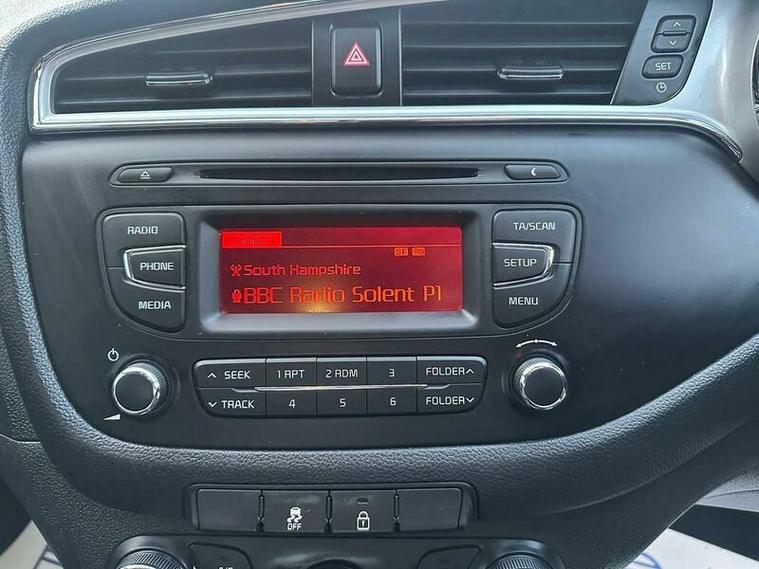 SET
RADIO
PHONE
MEDIA
South Hampshire
BBC Radio Solent P1
TA/SCAN
SETUP
MENU
SEEK 1 RPT 2 RDM 3 FOLDER
TRACK 4 5 6 FOLDER
OFF